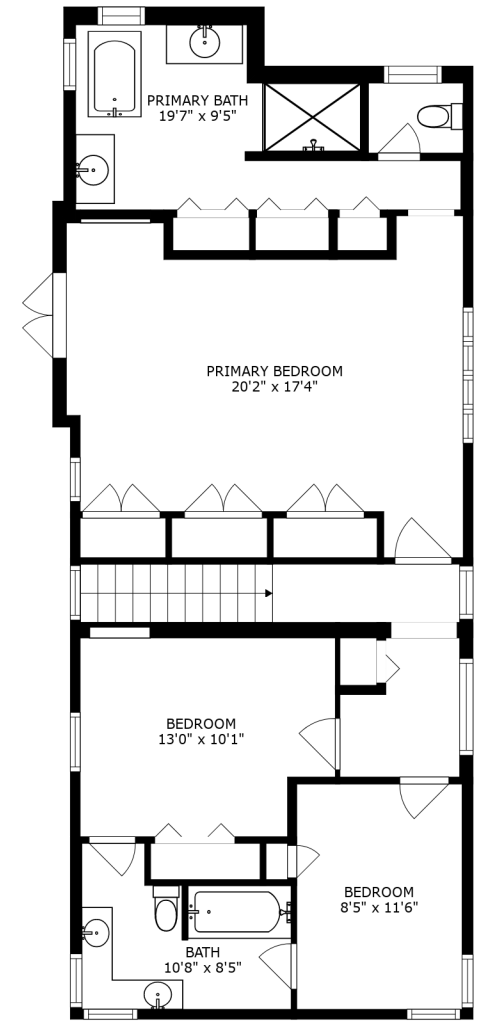 PRIMARY BATH
19'7" x 9'5"
PRIMARY BEDROOM
20'2" x 17'4"
BEDROOM
13'0" x 10'1"
BEDROOM
8'5" x 11'6"
BATH
10'8" x 8'5"